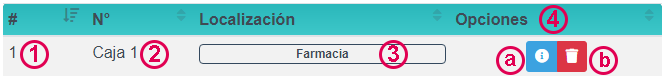 # N° Localización Opciones 4
1 1 Caja 1 2 Farmacia 3 a b